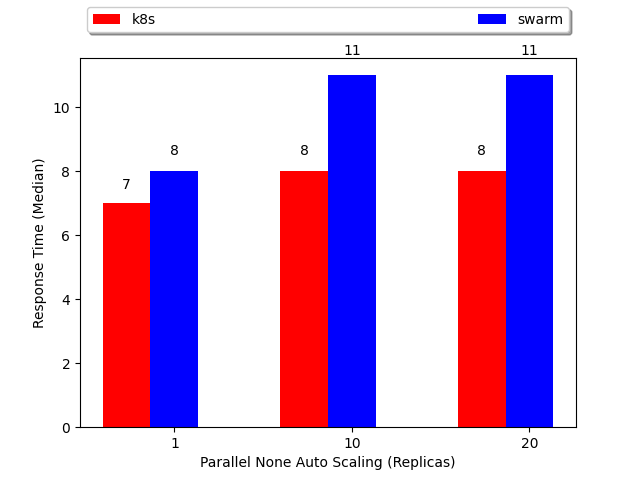 k8s swarm
11 11
8 8 8
7
10
8
6
4
2
0
Response Time (Median)
1 10 20
Parallel None Auto Scaling (Replicas)